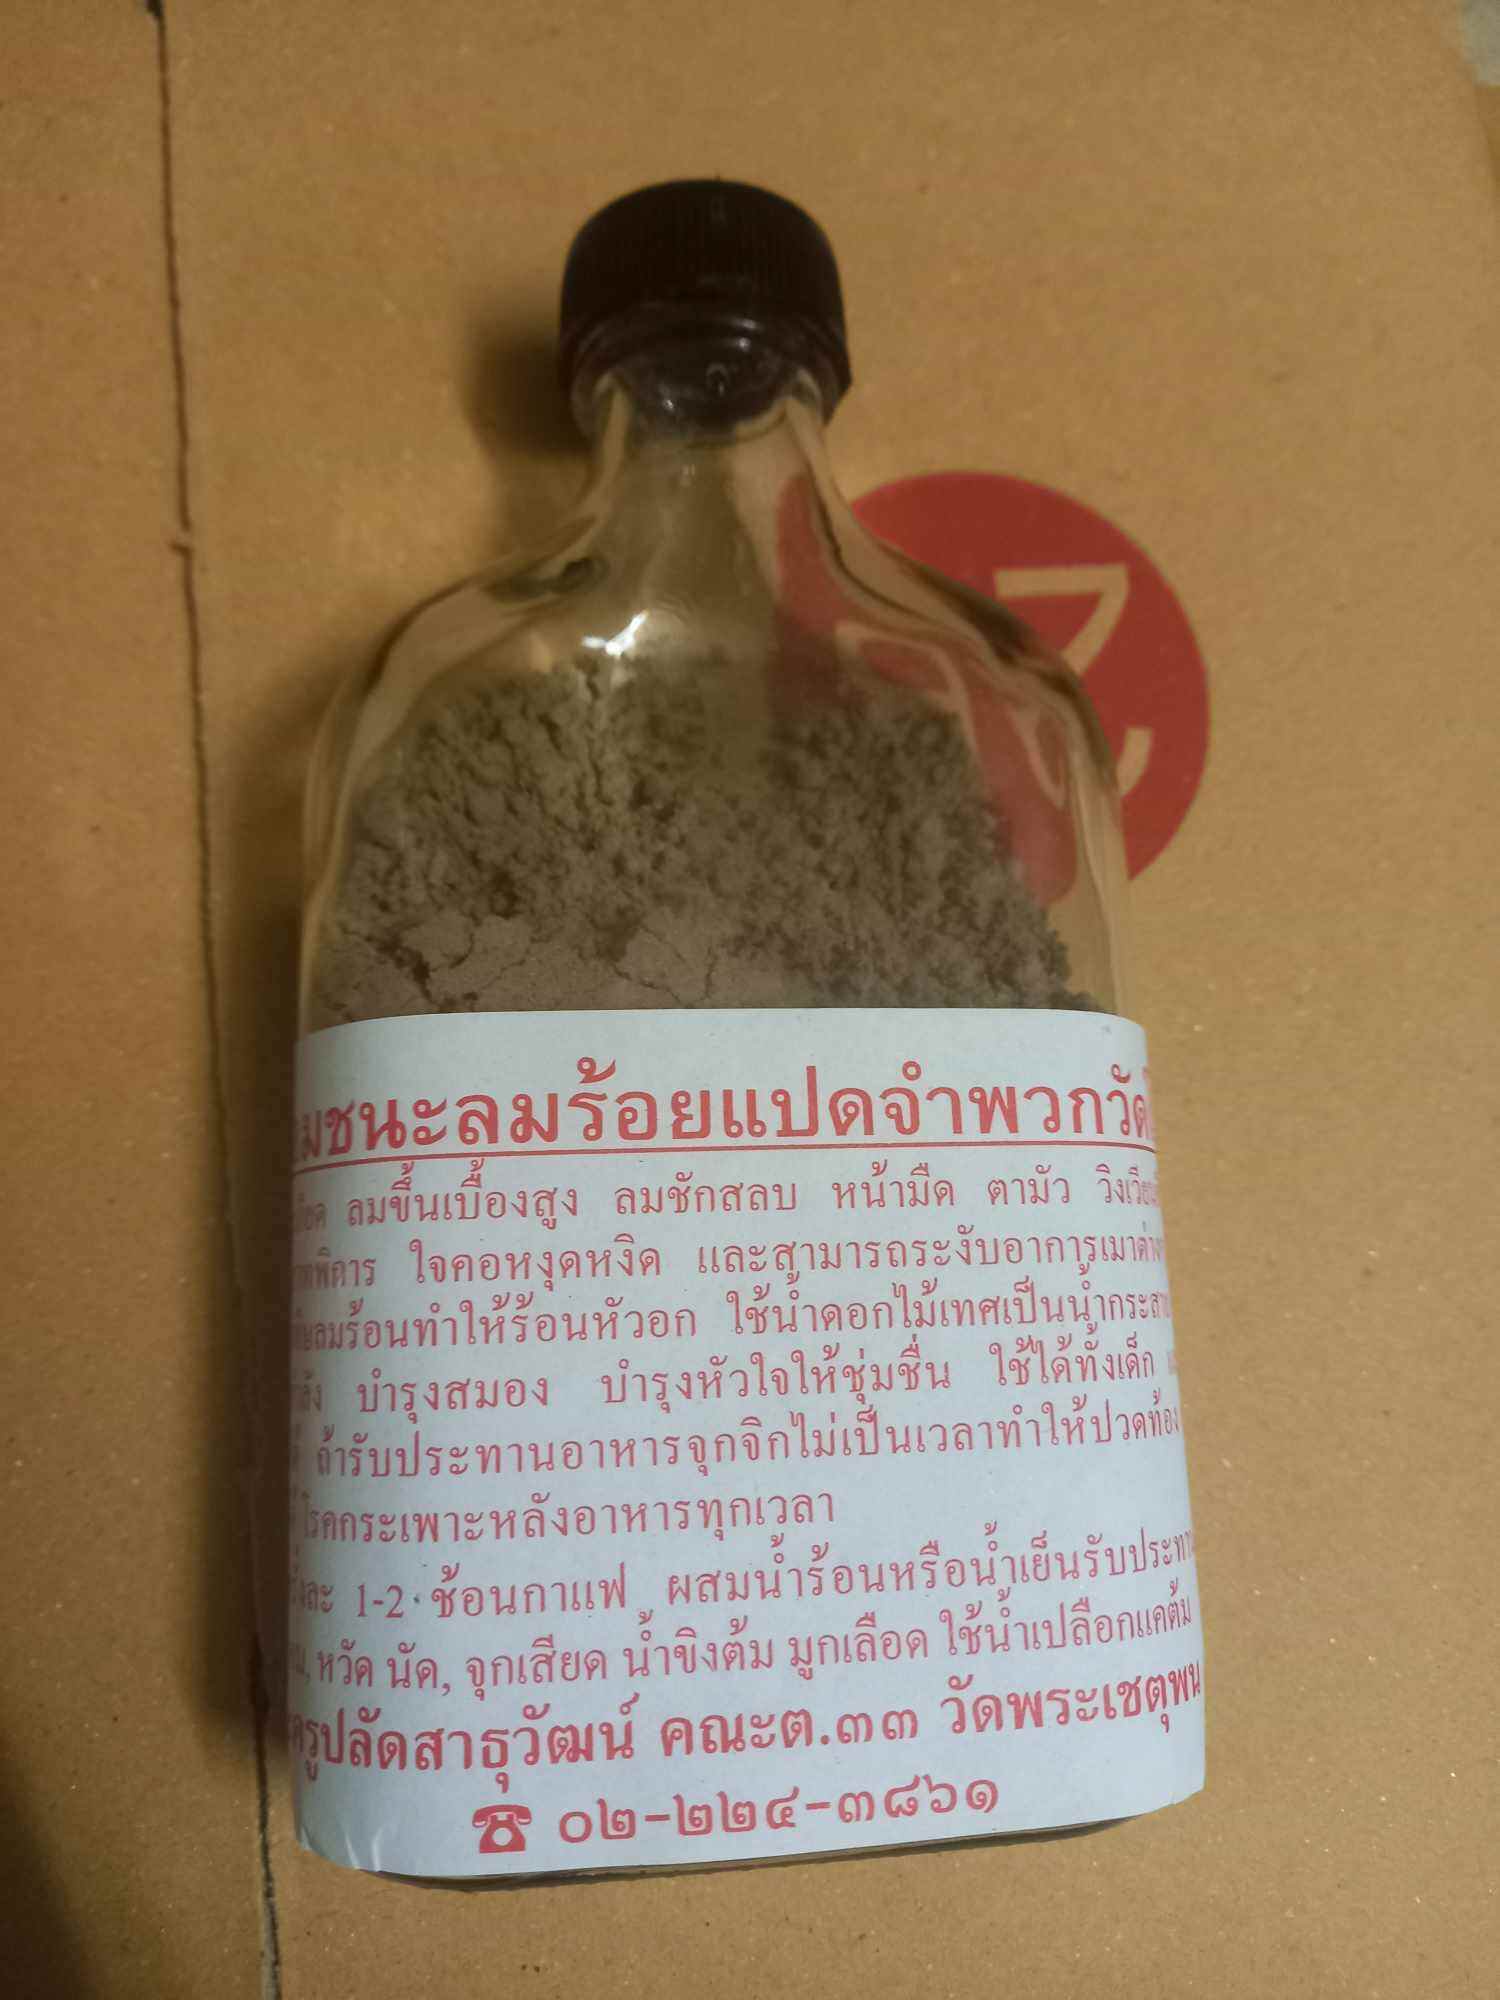 มชนะลมร้อยแปดจำพวกวัด
ลมขึ้นเบื้องสูง ลมชักสลบ หน้ามืด ตามัว วิงเวียน
พิการ ใจคอหงุดหงิด และสามารถระงับอาการเมาต่าง
ลมร้อนทำให้ร้อนหัวอก ใช้น้ำดอกไม้เทศเป็นน้ำกระสาย
บำรุงสมอง บำรุงหัวใจให้ชุ่มชื่น ใช้ได้ทั้งเด็ก
ถ้ารับประทานอาหารจุกจิกไม่เป็นเวลาทำให้ปวดท้อง
โรคกระเพาะหลังอาหารทุกเวลา
ละ 1-2 ช้อนกาแฟ ผสมน้ำร้อนหรือน้ำเย็นรับประทาน
หวัด นัด, จุกเสียด น้ำขิงต้ม มูกเลือด ใช้น้ำเปลือกแคต้ม
ครูปลัดสาธุวัฒน์ คณะต.๓๓ วัดพระเชตุพน
☎ ๐๒-๒๒๔-๓๘๖๑